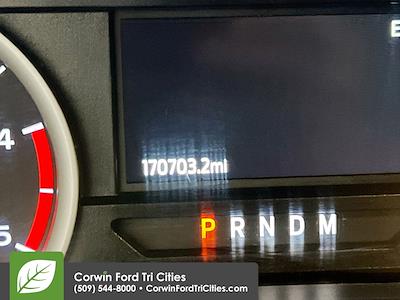 E
4
170703.2mi
5
P R N D M
Corwin Ford Tri Cities
(509) 544-8000 • CorwinFordTriCities.com